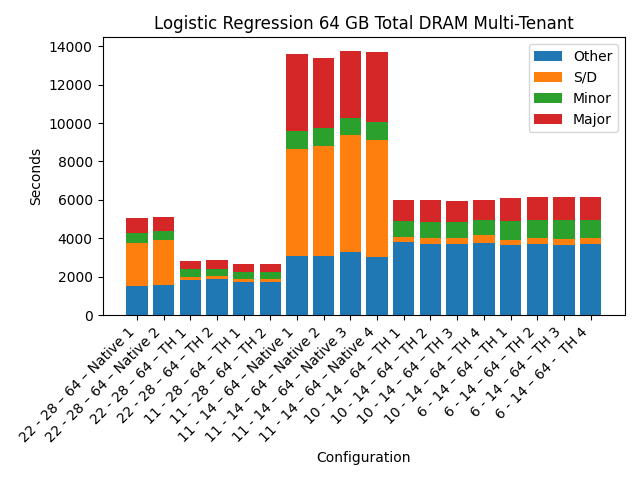 Logistic Regression 64 GB Total DRAM Multi-Tenant
14000
12000
10000
8000
6000
4000
2000
0
Seconds
Other
S/D
Minor
Major
22 - 28 - 64 - Native 1
22 - 28 - 64 - Native 2
22 - 28 - 64 - TH 1
22 - 28 - 64 - TH 2
11 - 28 - 64 - TH 1
11 - 28 - 64 - TH 2
11 - 14 - 64 - Native 1
11 - 14 - 64 - Native 2
11 - 14 - 64 - Native 3
11 - 14 - 64 - Native 4
10 - 14 - 64 - TH 1
10 - 14 - 64 - TH 2
10 - 14 - 64 - TH 3
10 - 14 - 64 - TH 4
6 - 14 - 64 - TH 1
6 - 14 - 64 - TH 2
6 - 14 - 64 - TH 3
6 - 14 - 64 - TH 4
Configuration